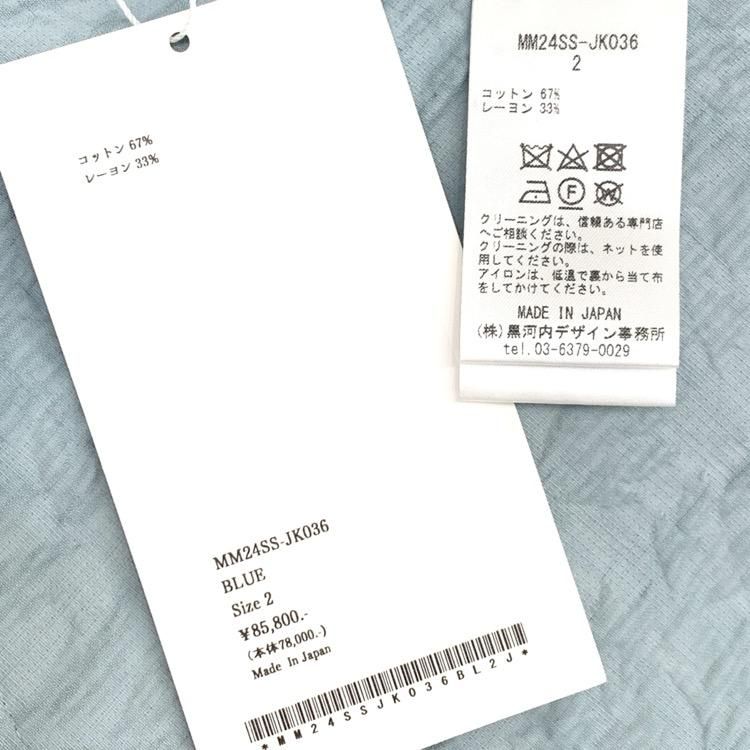 コットン 67%
レーヨン 33%
MM24SS-JK036
BLUE
Size 2
¥85,800.-
(本体78,000.-)
Made In Japan
*MM24SSJK036BL2J*
MM24SS-JK036
2
コットン 67%
レーヨン 33%
F
W
クリーニングは、信頼ある専門店
へご相談ください。
クリーニングの際は、ネットを使
用してください。
アイロンは、低温で裏から当て布
をしてかけてください。
MADE IN JAPAN
(株)黒河内デザイン事務所
tel.03-6379-0029